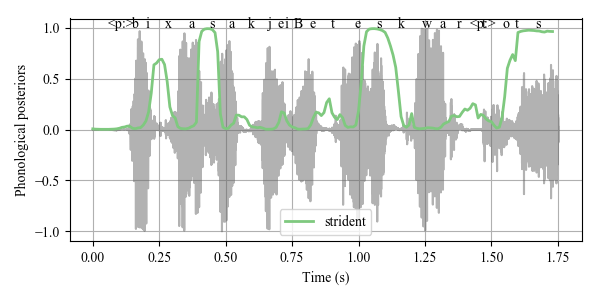 <p:>b i x a s a k j ei B e t e s k w a r <p:> o t s
1.0
0.5
0.0
−0.5
−1.0
Phonological posteriors
strident
0.00 0.25 0.50 0.75 1.00 1.25 1.50 1.75
Time (s)